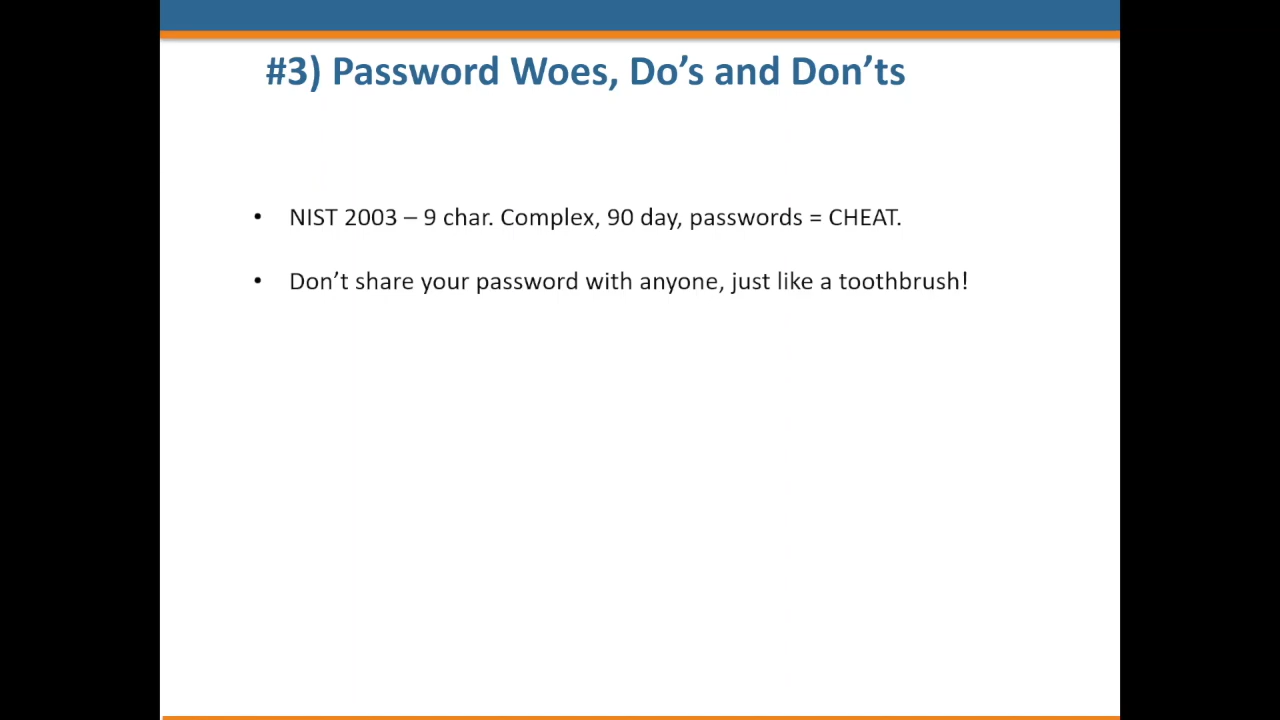 #3) Password Woes, Do’s and Don’ts
• NIST 2003 – 9 char. Complex, 90 day, passwords = CHEAT.
• Don’t share your password with anyone, just like a toothbrush!